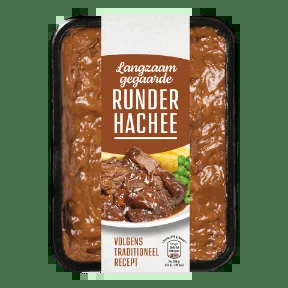 Langzaam
gegaarde
RUNDER
HACHEE
VOLGENS
TRADITIONEEL
RECEPT